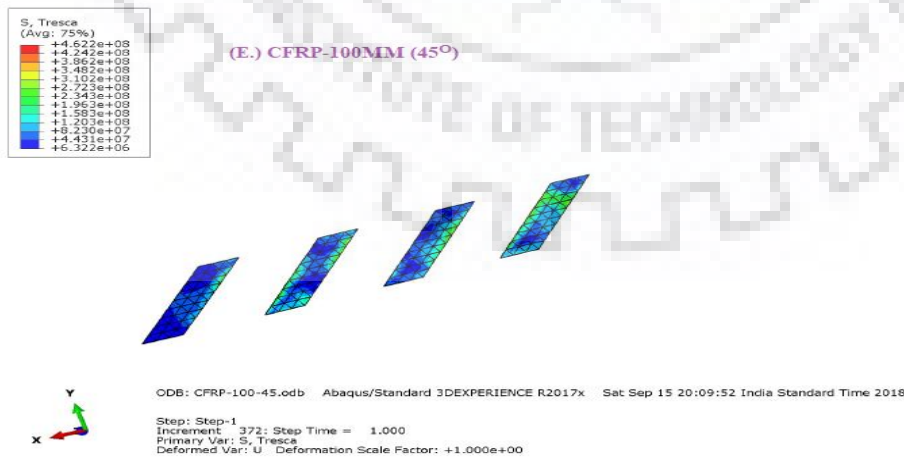 S, Tresca
(Avg: 75%)
+4.622e+08
+4.242e+08
+3.862e+08
+3.482e+08
+3.102e+08
+2.723e+08
+2.343e+08
+1.963e+08
+1.583e+08
+1.203e+08
+8.230e+07
+4.431e+07
+6.322e+06
(E.) CFRP-100MM (45°)
OF TECHNOLOGY
Y
X
ODB: CFRP-100-45.odb Abaqus/Standard 3DEXPERIENCE R2017x Sat Sep 15 20:09:52 India Standard Time 2018
Step: Step-1
Increment 372: Step Time = 1.000
Primary Var: S, Tresca
Deformed Var: U Deformation Scale Factor: +1.000e+00